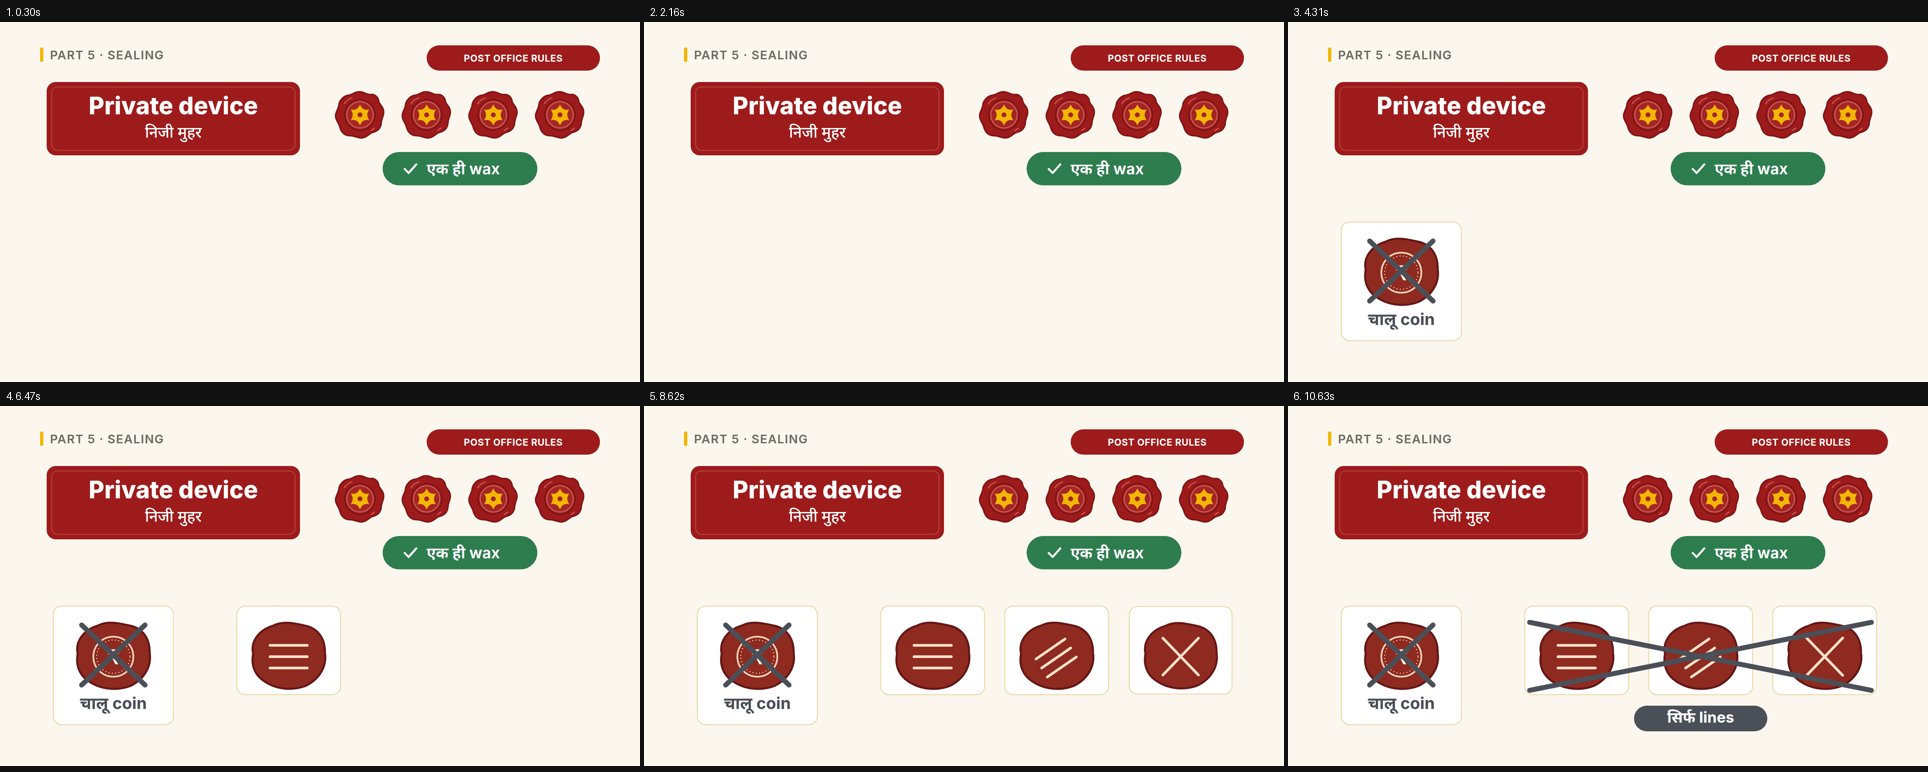 1. 0.30s
PART 5 · SEALING
POST OFFICE RULES
Private device
निजी मुहर
एक ही wax
2. 2.16s
PART 5 · SEALING
POST OFFICE RULES
Private device
निजी मुहर
एक ही wax
3. 4.31s
PART 5 · SEALING
POST OFFICE RULES
Private device
निजी मुहर
एक ही wax
चालू coin
4. 6.47s
PART 5 · SEALING
POST OFFICE RULES
Private device
निजी मुहर
एक ही wax
चालू coin
5. 8.62s
PART 5 · SEALING
POST OFFICE RULES
Private device
निजी मुहर
एक ही wax
चालू coin
6. 10.63s
PART 5 · SEALING
POST OFFICE RULES
Private device
निजी मुहर
एक ही wax
चालू coin
सिर्फ lines